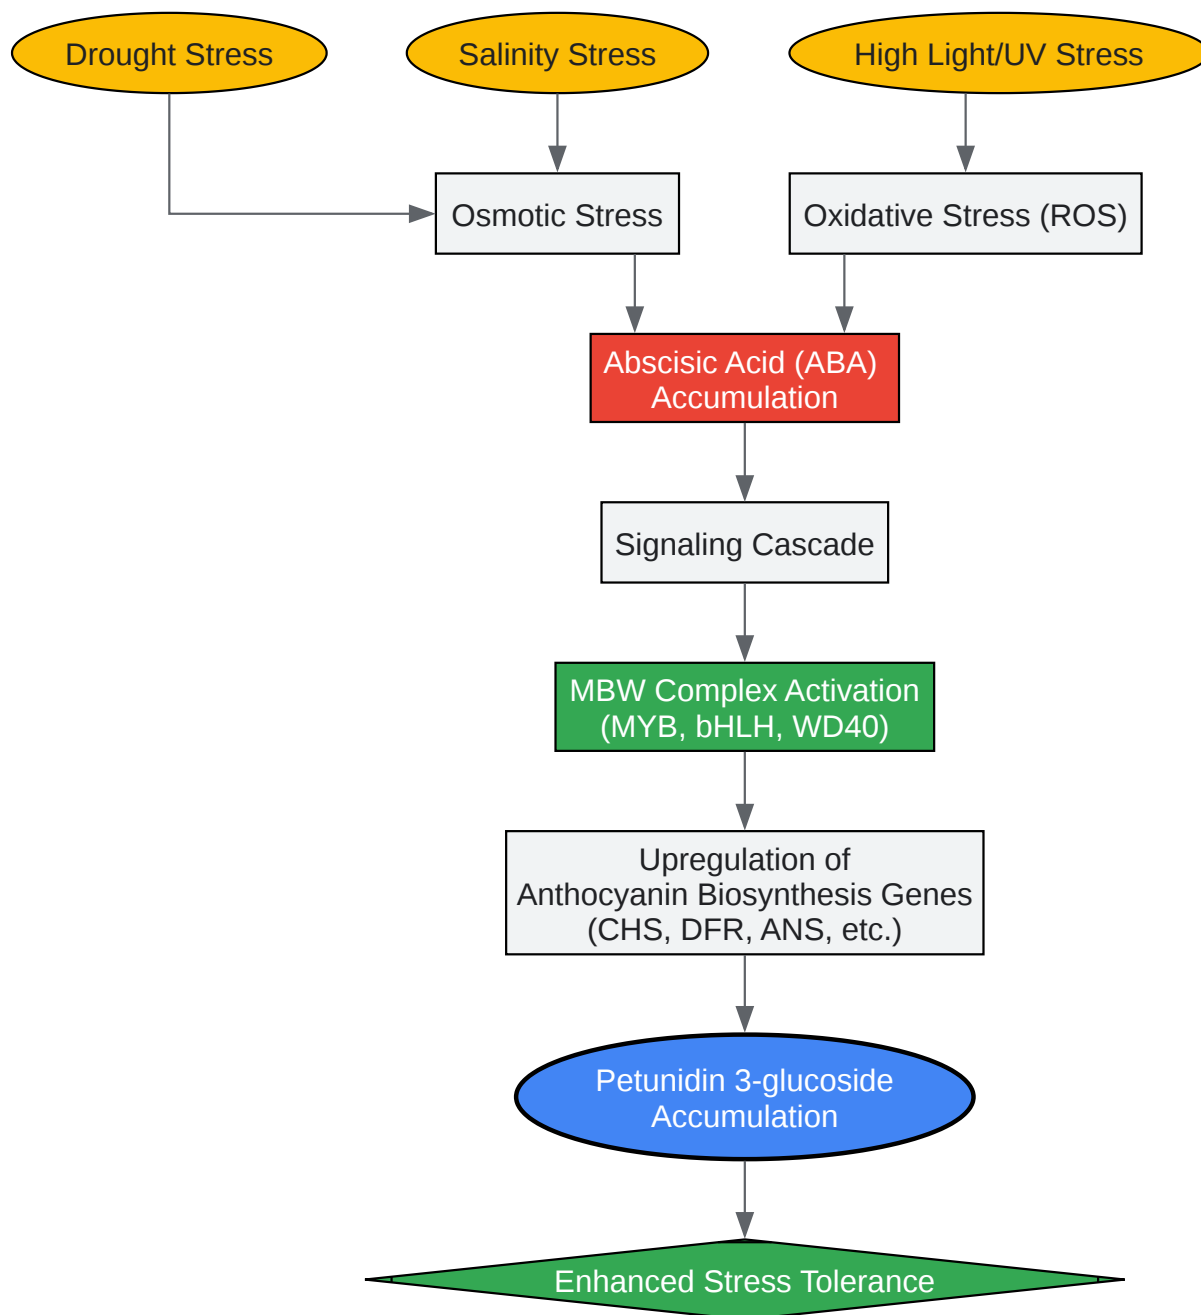 Drought Stress
Salinity Stress
High Light/UV Stress
Osmotic Stress
Oxidative Stress (ROS)
Abscisic Acid (ABA)
Accumulation
Signaling Cascade
MBW Complex Activation
(MYB, bHLH, WD40)
Upregulation of
Anthocyanin Biosynthesis Genes
(CHS, DFR, ANS, etc.)
Petunidin 3-glucoside
Accumulation
Enhanced Stress Tolerance